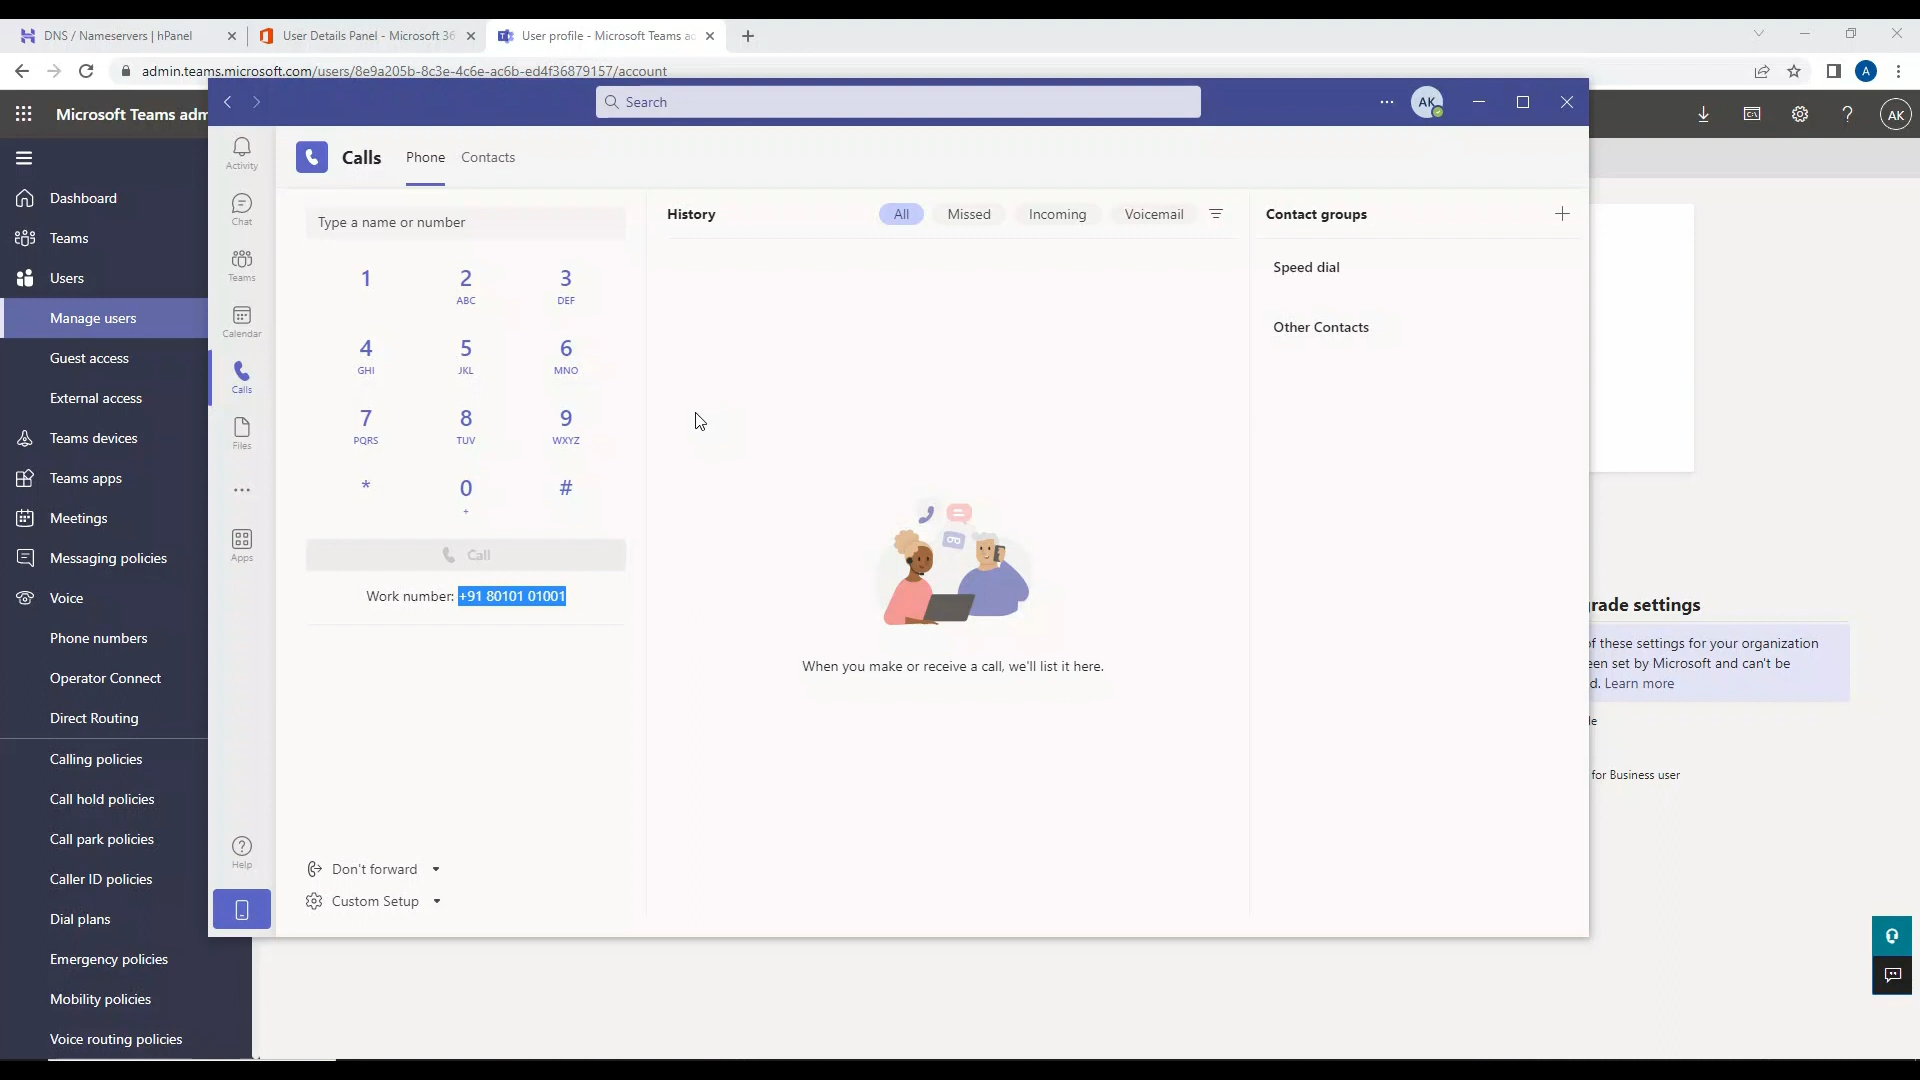 DNS / Nameservers | hPanel
User Details Panel - Microsoft 36
User profile - Microsoft Teams ad
admin.teams.microsoft.com/users/8e9a205b-8c3e-4c6e-ac6b-ed4f36879157/account
A
Microsoft Teams adm
AK
Dashboard
Teams
Users
Manage users
Guest access
External access
Teams devices
Teams apps
Meetings
Messaging policies
Voice
Phone numbers
Operator Connect
Direct Routing
Calling policies
Call hold policies
Call park policies
Caller ID policies
Dial plans
Emergency policies
Mobility policies
Voice routing policies
Search
AK
Activity
Chat
Teams
Calendar
Calls
Files
Apps
Help
Calls
Phone
Contacts
Type a name or number
1
2
3
ABC
DEF
4
5
6
GHI
JKL
MNO
7
8
9
PQRS
TUV
WXYZ
*
0
#
+
Call
Work number: +91 80101 01001
Don't forward
Custom Setup
History
All
Missed
Incoming
Voicemail
When you make or receive a call, we'll list it here.
Contact groups
Speed dial
Other Contacts
rade settings
of these settings for your organization
een set by Microsoft and can't be
d. Learn more
le
for Business user